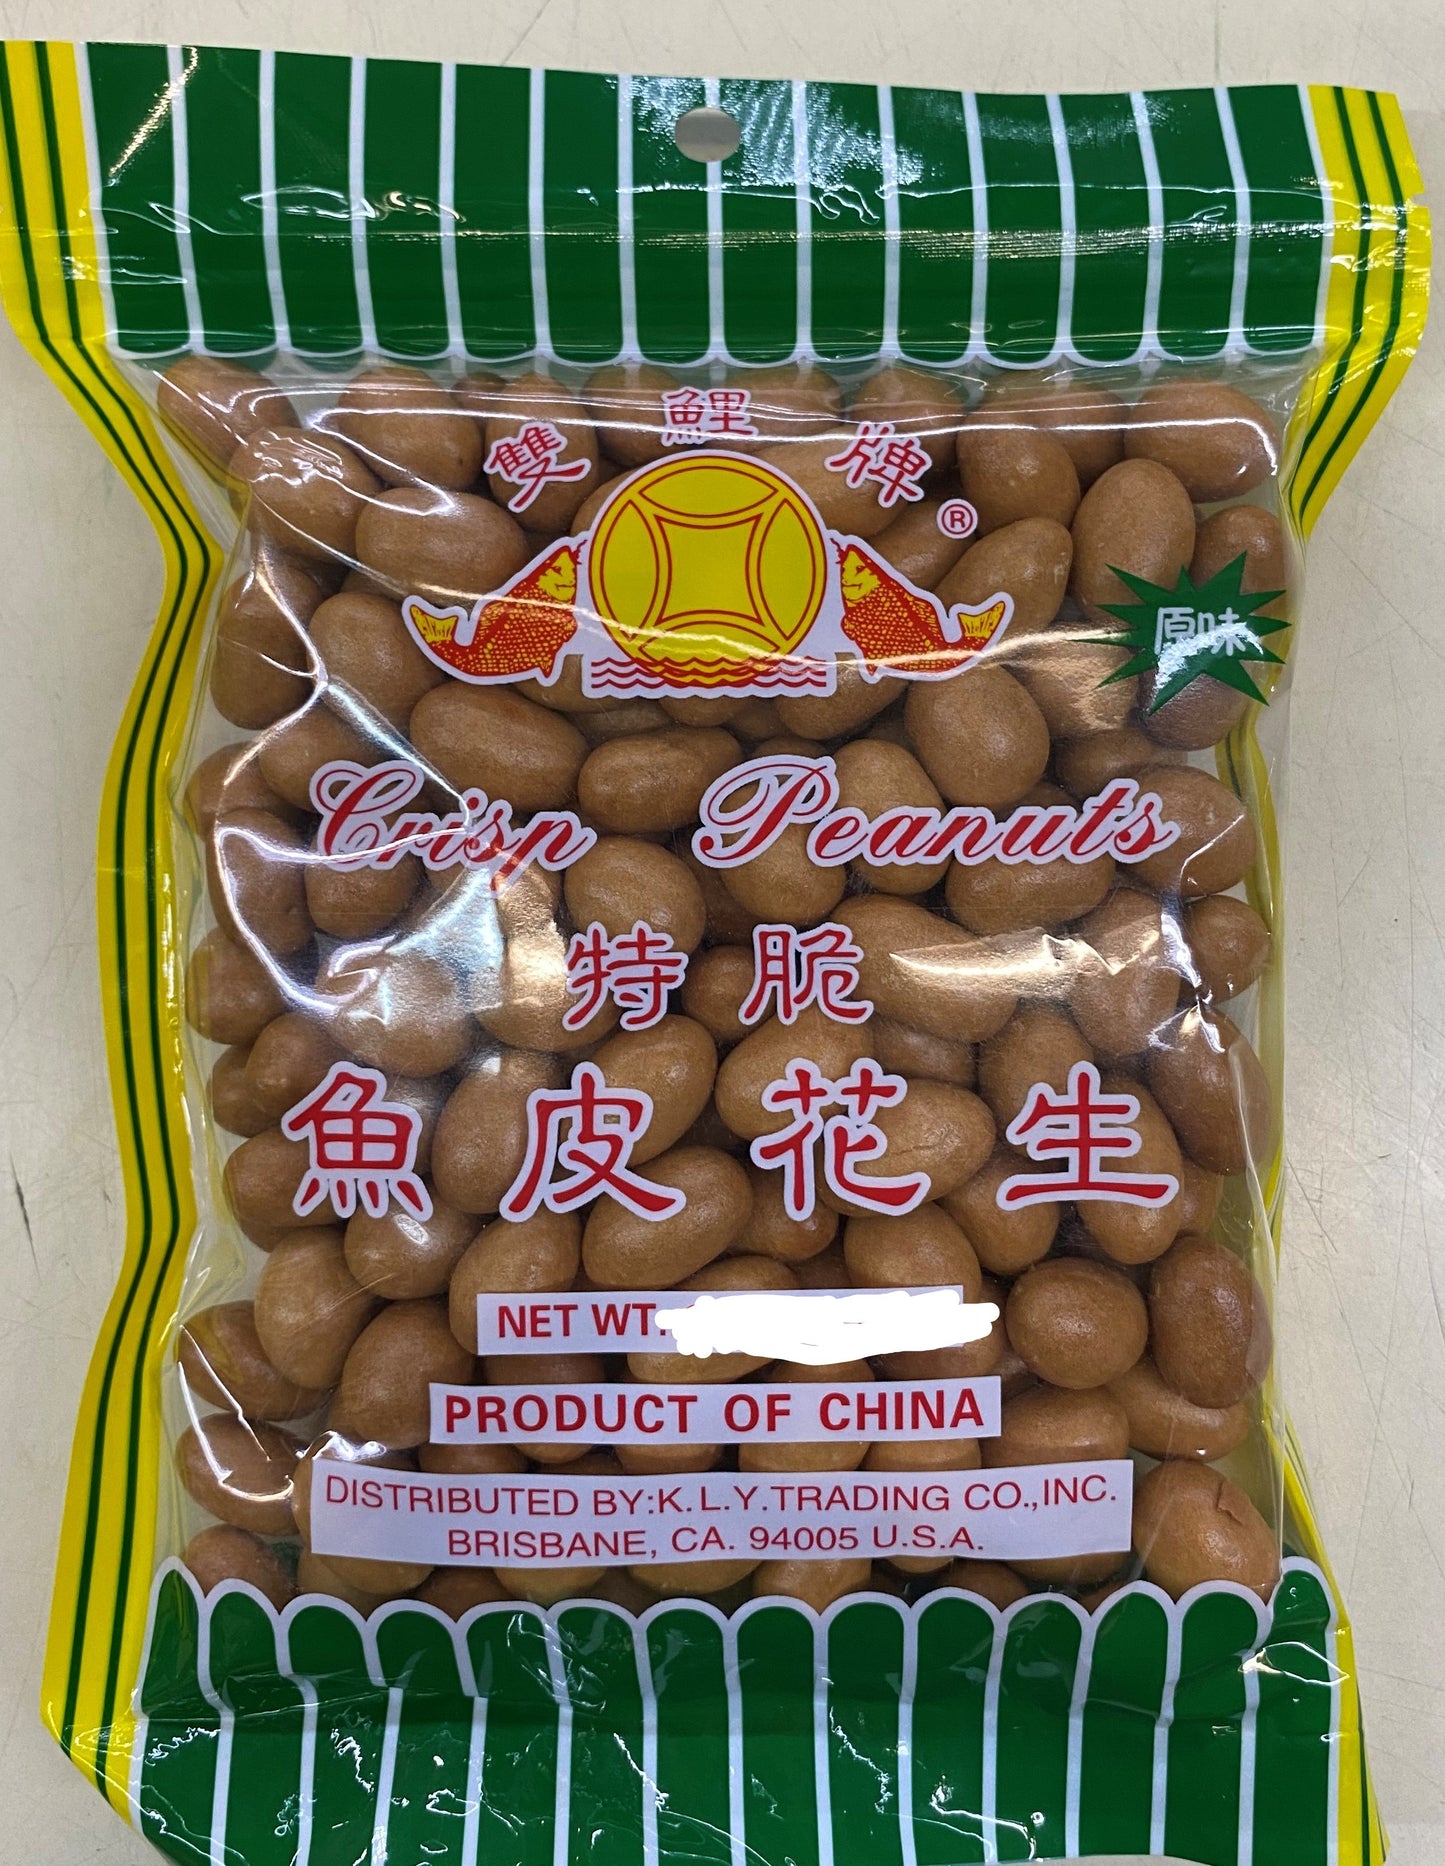 雙鯉牌®
原味
Crisp Peanuts
特脆
魚皮花生
NET WT.
PRODUCT OF CHINA
DISTRIBUTED BY:K.L.Y.TRADING CO.,INC.
BRISBANE, CA. 94005 U.S.A.